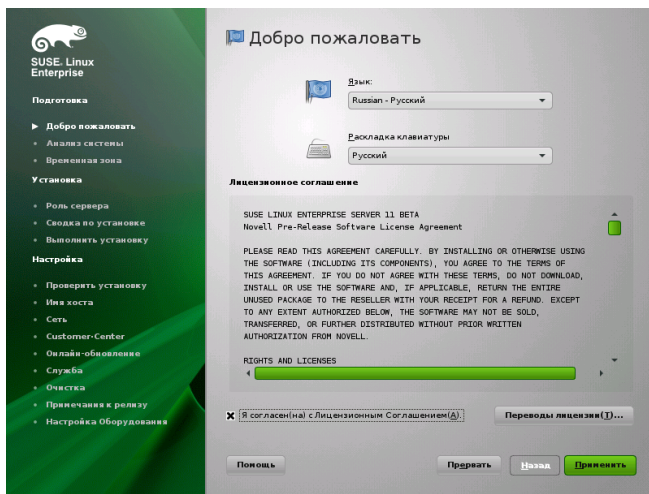 SUSE. Linux
Enterprise
Подготовка
Добро пожаловать
Анализ системы
Временная зона
Установка
Роль сервера
Сводка по установке
Выполнить установку
Настройка
Проверить установку
Имя хоста
Сеть
Customer-Center
Онлайн-обновление
Служба
Очистка
Примечания к релизу
Настройка Оборудования
Добро пожаловать
Язык:
Russian - Русский
Раскладка клавиатуры
Русский
Лицензионное соглашение
SUSE LINUX ENTERPRISE SERVER 11 BETA
Novell Pre-Release Software License Agreement
PLEASE READ THIS AGREEMENT CAREFULLY. BY INSTALLING OR OTHERWISE USING
THE SOFTWARE (INCLUDING ITS COMPONENTS), YOU AGREE TO THE TERMS OF
THIS AGREEMENT. IF YOU DO NOT AGREE WITH THESE TERMS, DO NOT DOWNLOAD,
INSTALL OR USE THE SOFTWARE AND, IF APPLICABLE, RETURN THE ENTIRE
UNUSED PACKAGE TO THE RESELLER WITH YOUR RECEIPT FOR A REFUND. EXCEPT
TO ANY EXTENT AUTHORIZED BELOW, THE SOFTWARE MAY NOT BE SOLD,
TRANSFERRED, OR FURTHER DISTRIBUTED WITHOUT PRIOR WRITTEN
AUTHORIZATION FROM NOVELL.
RIGHTS AND LICENSES
Я согласен(на) с Лицензионным Соглашением(А).
Переводы лицензии(T)...
Помощь
Прервать
Назад
Применить